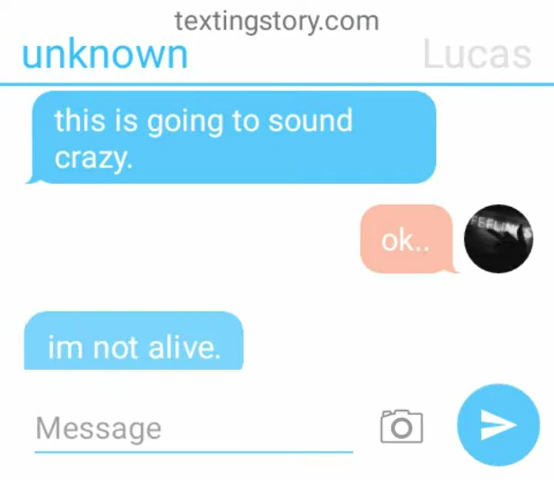 textingstory.com
unknown
Lucas
this is going to sound
crazy.
ok..
im not alive.
Message